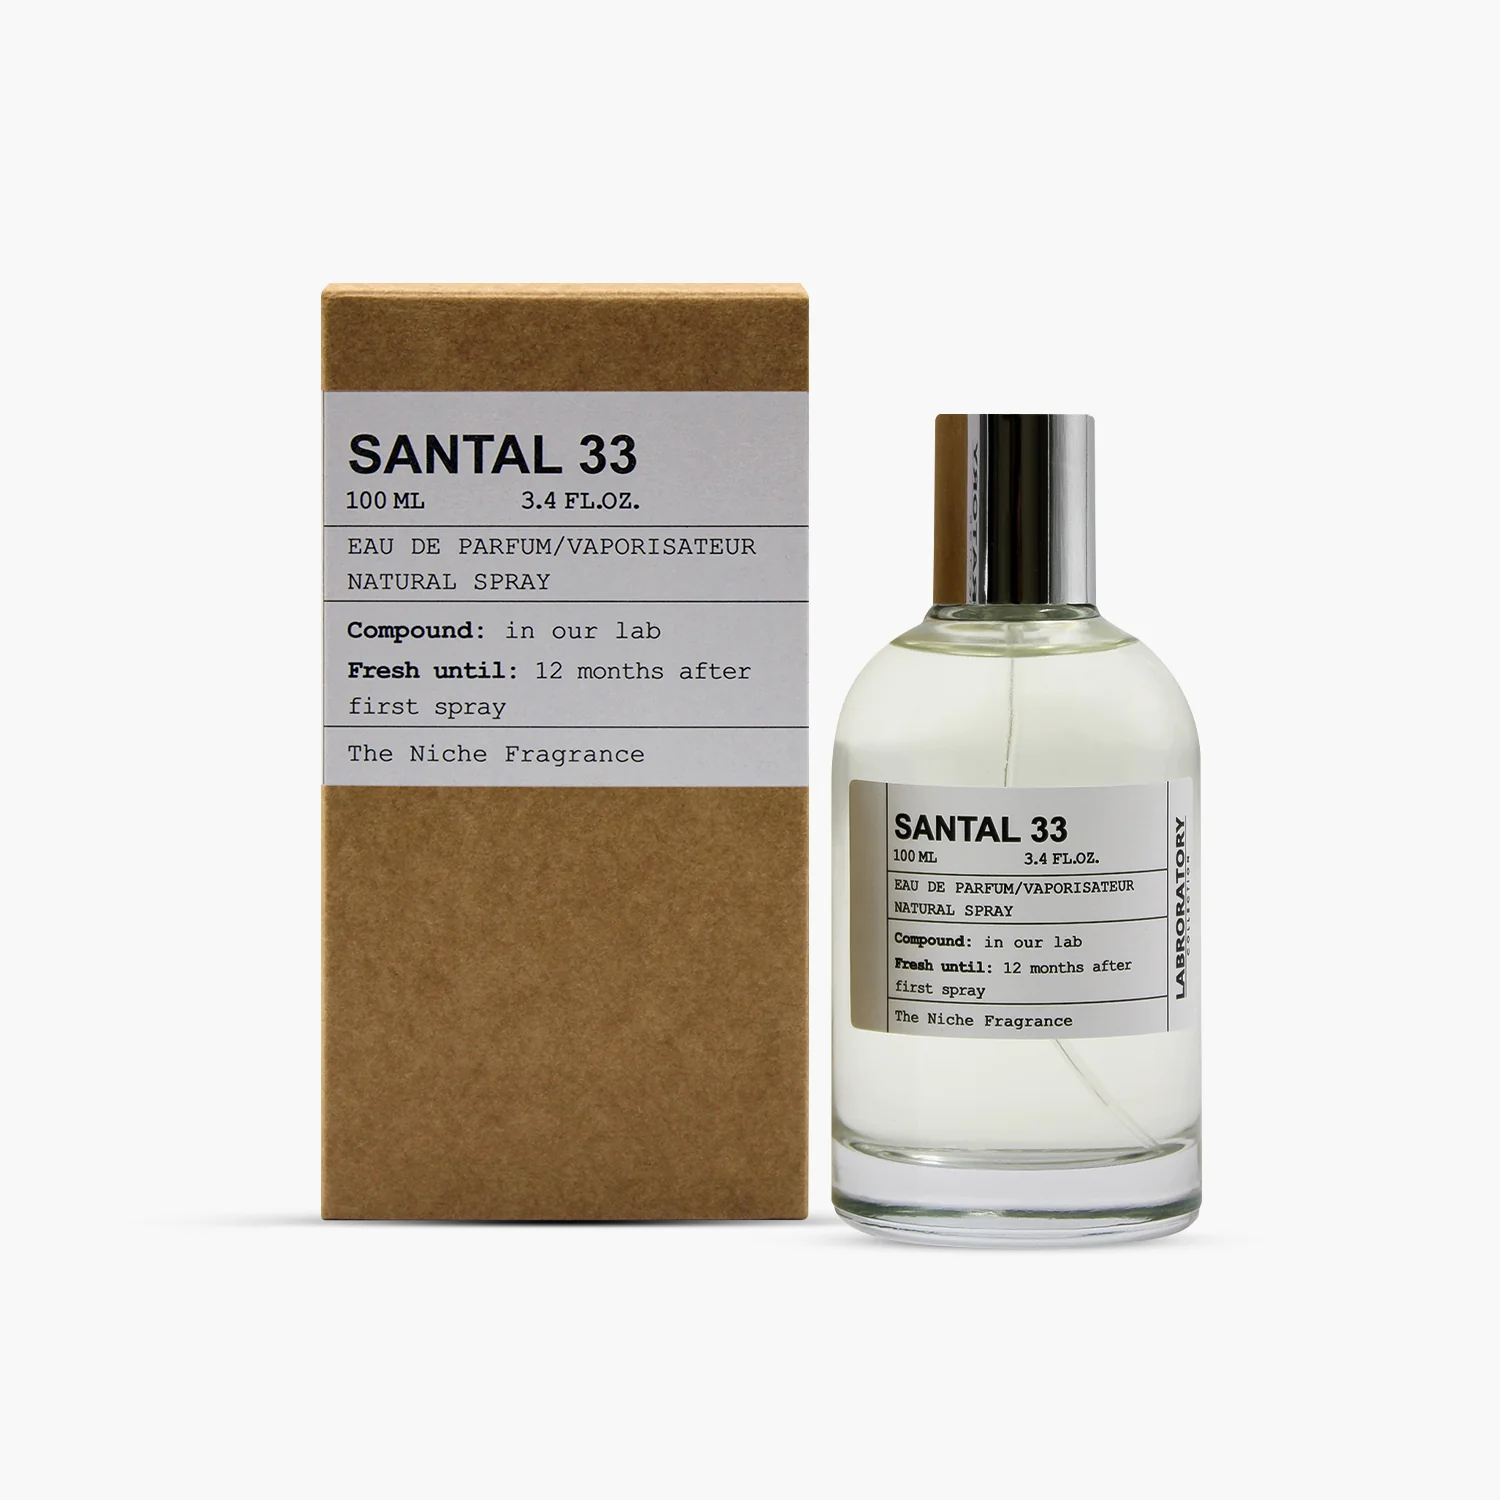 SANTAL 33
100 ML 3.4 FL.OZ.
EAU DE PARFUM/VAPORISATEUR
NATURAL SPRAY
Compound: in our lab
Fresh until: 12 months after
first spray
The Niche Fragrance
SANTAL 33
100 ML 3.4 FL.OZ.
EAU DE PARFUM/VAPORISATEUR
NATURAL SPRAY
Compound: in our lab
Fresh until: 12 months after
first spray
The Niche Fragrance
LABRORATORY
COLLECTION